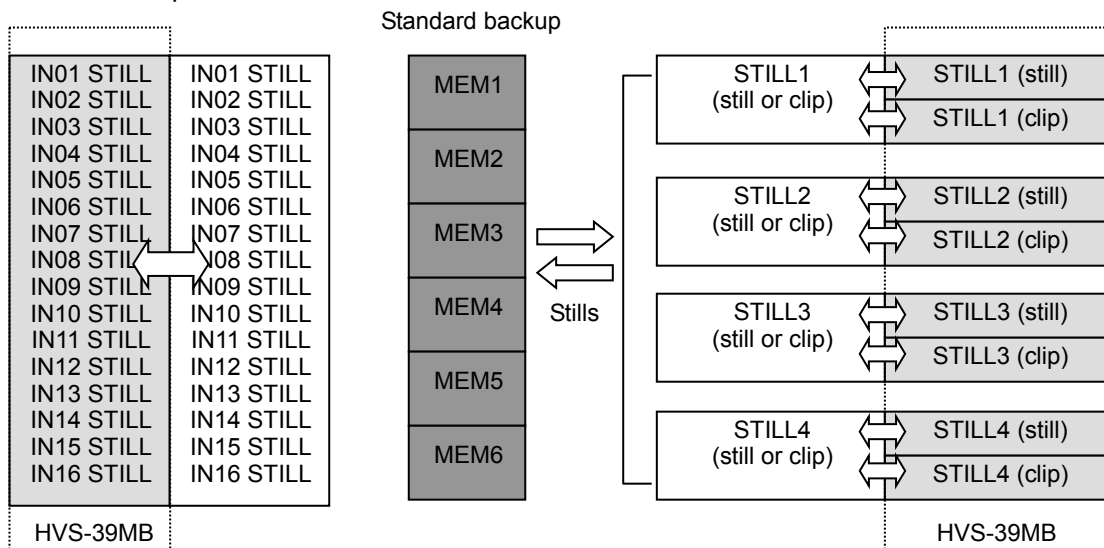 Standard backup
IN01 STILL IN01 STILL
IN02 STILL IN02 STILL
IN03 STILL IN03 STILL
IN04 STILL IN04 STILL
IN05 STILL IN05 STILL
IN06 STILL IN06 STILL
IN07 STILL IN07 STILL
IN08 STILL IN08 STILL
IN09 STILL IN09 STILL
IN10 STILL IN10 STILL
IN11 STILL IN11 STILL
IN12 STILL IN12 STILL
IN13 STILL IN13 STILL
IN14 STILL IN14 STILL
IN15 STILL IN15 STILL
IN16 STILL IN16 STILL
HVS-39MB
MEM1
MEM2
MEM3
MEM4
MEM5
MEM6
Stills
STILL1
(still or clip)
STILL1 (still)
STILL1 (clip)
STILL2
(still or clip)
STILL2 (still)
STILL2 (clip)
STILL3
(still or clip)
STILL3 (still)
STILL3 (clip)
STILL4
(still or clip)
STILL4 (still)
STILL4 (clip)
HVS-39MB